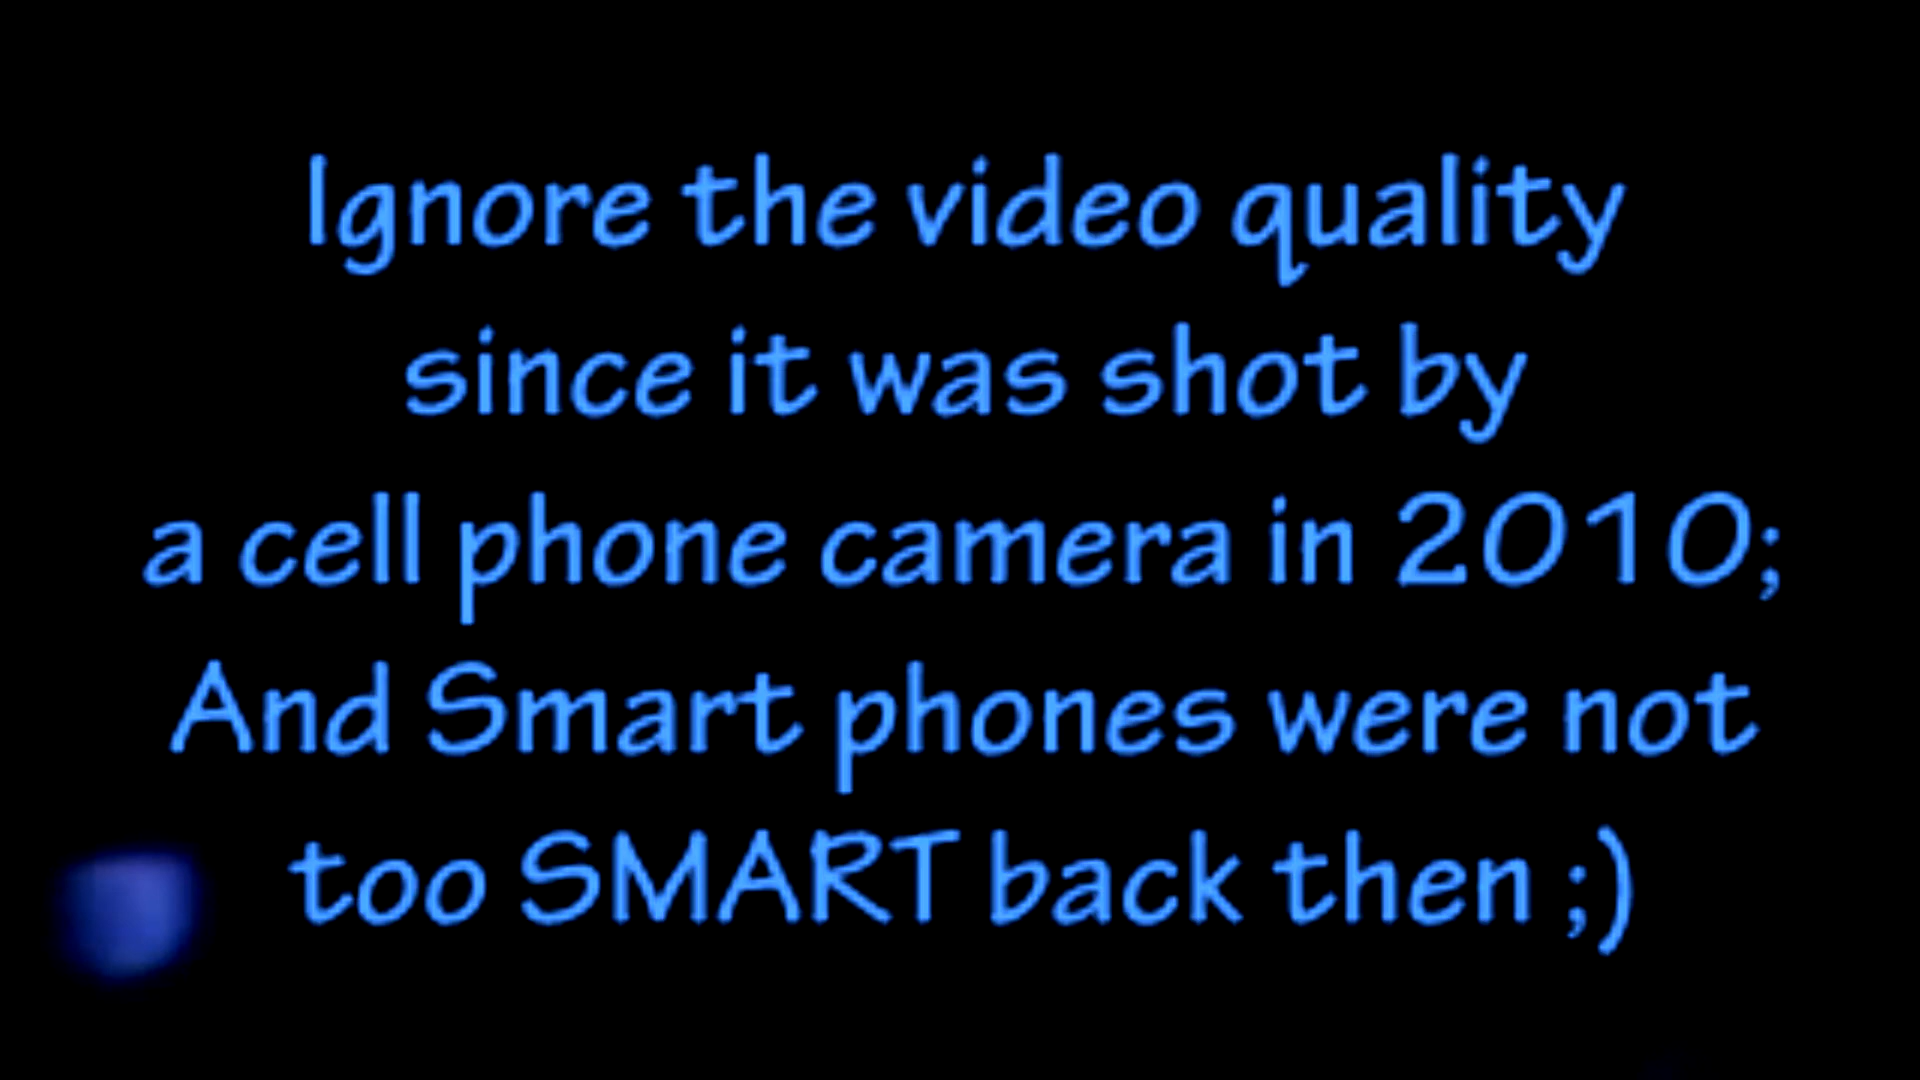 Ignore the video quality
since it was shot by
a cell phone camera in 2010;
And Smart phones were not
too SMART back then ;)